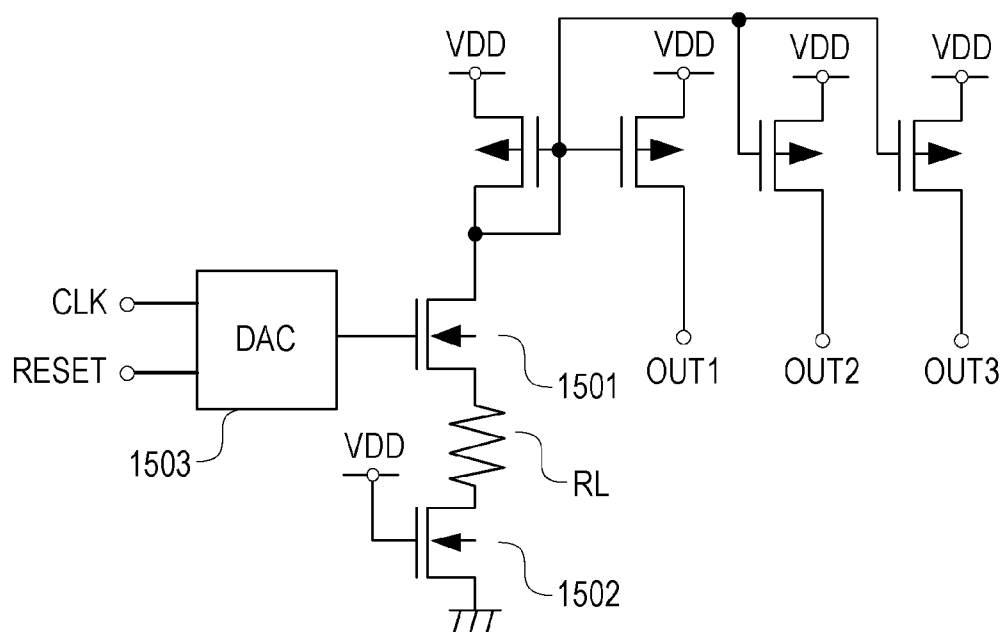 VDD
VDD
VDD
VDD
CLK
DAC
RESET
OUT1
OUT2
OUT3
1501
1503
VDD
RL
1502